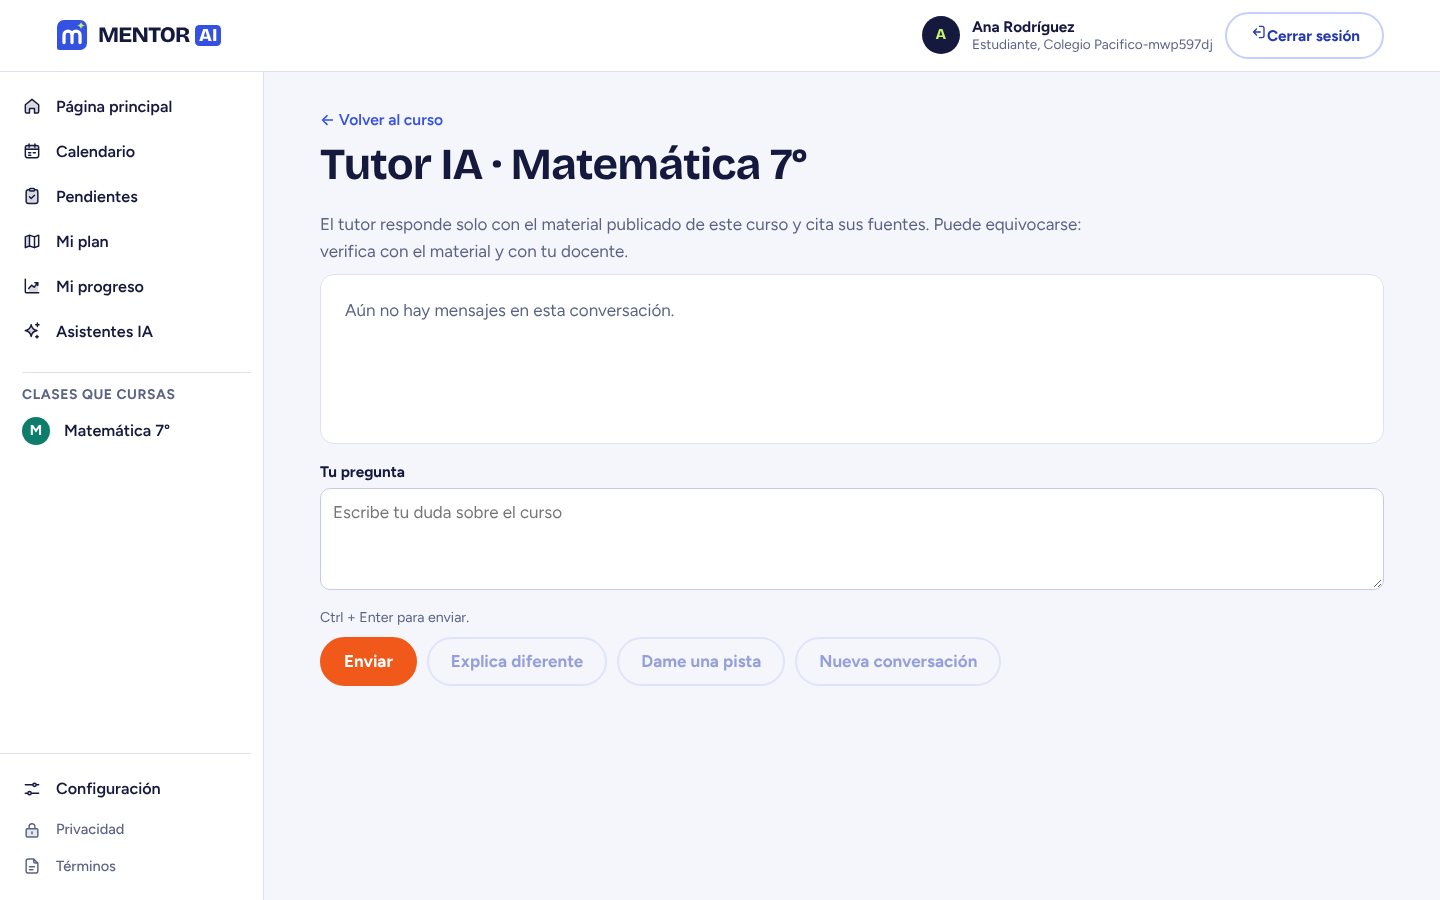 MENTOR AI
Ana Rodríguez
Estudiante, Colegio Pacifico-mwp597dj
Cerrar sesión
Página principal
Calendario
Pendientes
Mi plan
Mi progreso
Asistentes IA
CLASES QUE CURSAS
M Matemática 7°
Configuración
Privacidad
Términos
← Volver al curso
Tutor IA · Matemática 7°
El tutor responde solo con el material publicado de este curso y cita sus fuentes. Puede equivocarse:
verifica con el material y con tu docente.
Aún no hay mensajes en esta conversación.
Tu pregunta
Escribe tu duda sobre el curso
Ctrl + Enter para enviar.
Enviar
Explica diferente
Dame una pista
Nueva conversación